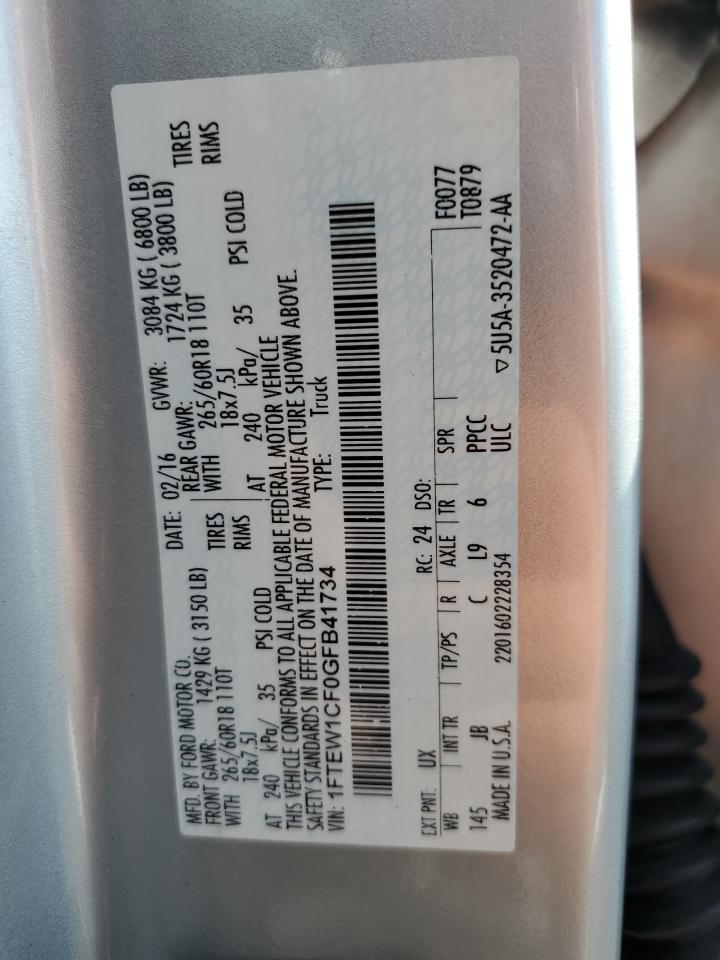 MFD. BY FORD MOTOR CO.
DATE: 02/16 GVWR: 3084 KG ( 6800 LB)
FRONT GAWR: 1429 KG ( 3150 LB) REAR GAWR: 1724 KG ( 3800 LB)
WITH 265/60R18 110T TIRES WITH 265/60R18 110T TIRES
18x7.5J RIMS 18x7.5J RIMS
AT 240 kPa/ 35 PSI COLD AT 240 kPa/ 35 PSI COLD
THIS VEHICLE CONFORMS TO ALL APPLICABLE FEDERAL MOTOR VEHICLE
SAFETY STANDARDS IN EFFECT ON THE DATE OF MANUFACTURE SHOWN ABOVE.
VIN: 1FTEW1CF0GFB41734 TYPE: Truck
EXT PNT: UX RC: 24 DSO: F0077
WB INT TR TP/PS R AXLE TR SPR T0879
145 JB C L9 6 PPCC
ULC
MADE IN U.S.A. 2201602228354 ▽ 5U5A-3520472-AA